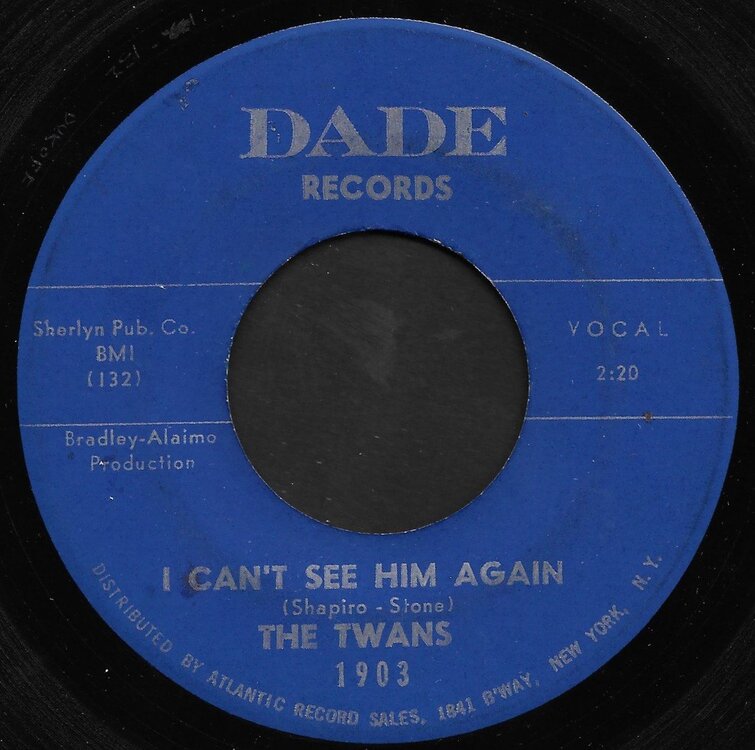 DADE
RECORDS
Sherlyn Pub. Co.
BMI
(132)
VOCAL
2:20
Bradley-Alaimo
Production
I CAN'T SEE HIM AGAIN
(Shapiro - Stone)
THE TWANS
1903
DISTRIBUTED BY ATLANTIC RECORD SALES, 1841 B'WAY, NEW YORK, N.Y.